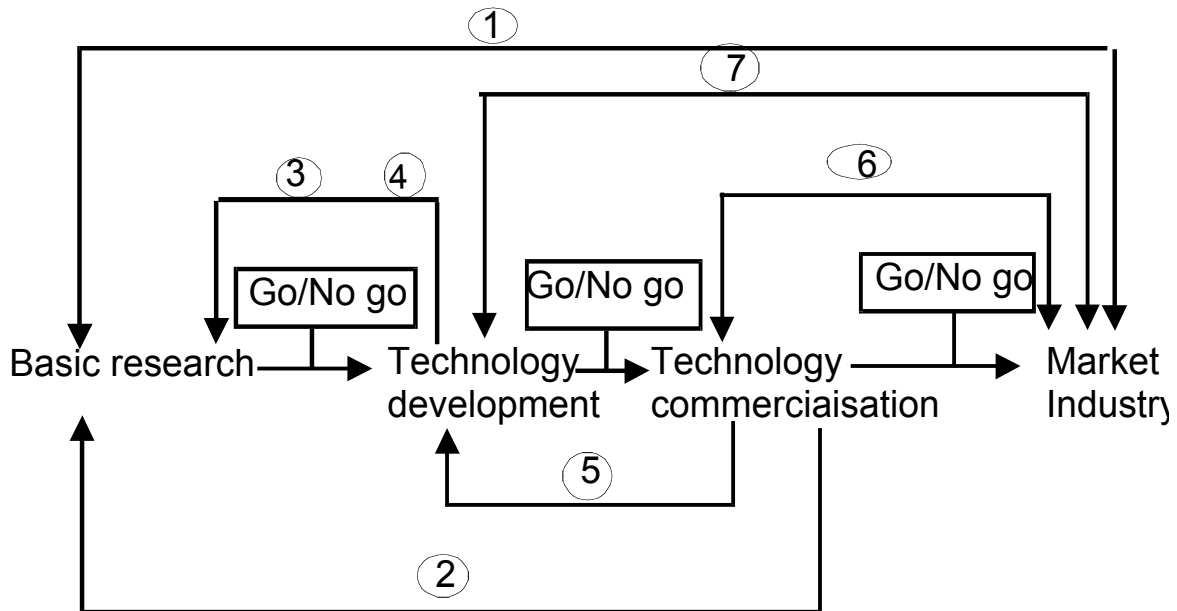 1
7
6
3
4
Go/No go
Go/No go
Go/No go
Basic research
Technology
development
Technology
commerciaisation
Market
Industry
5
2